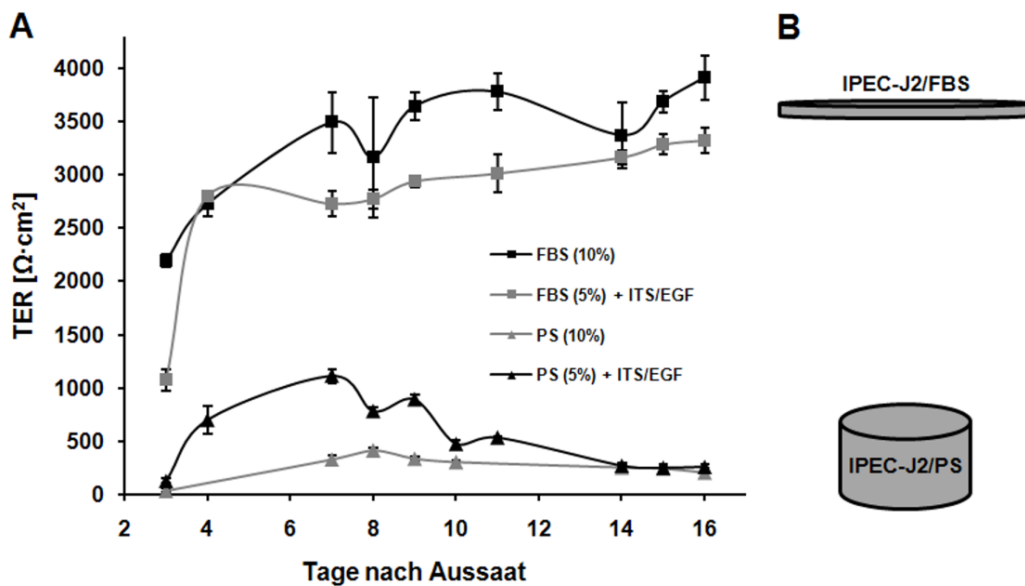 A
B
4000
3500
3000
2500
2000
1500
1000
500
0
TER [Ω·cm²]
FBS (10%)
FBS (5%) + ITS/EGF
PS (10%)
PS (5%) + ITS/EGF
2
4
6
8
10
12
14
16
Tage nach Aussaat
IPEC-J2/FBS
IPEC-J2/PS